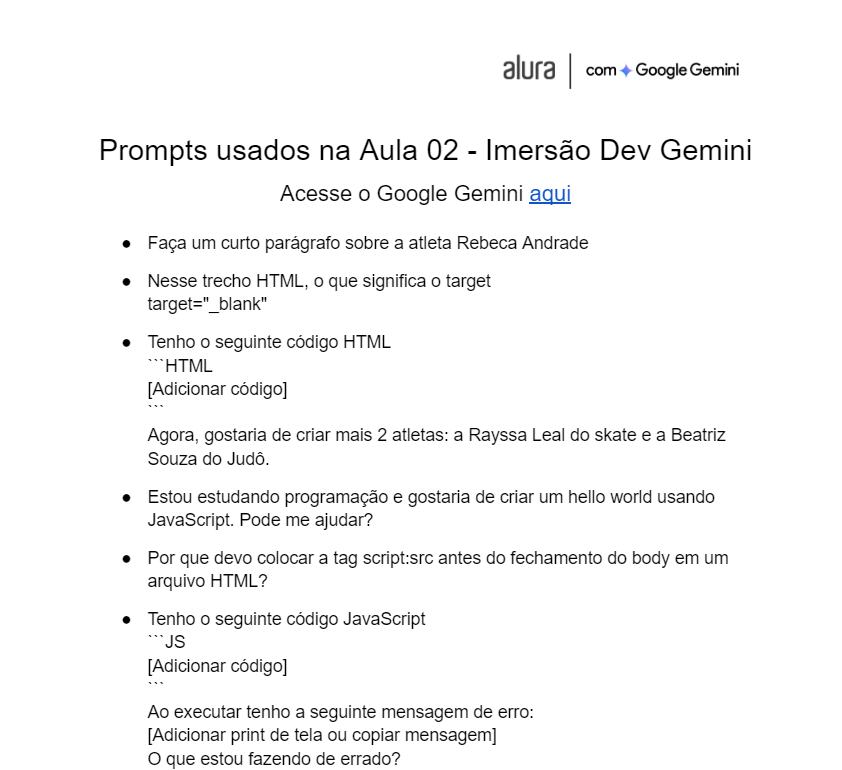 alura | com Google Gemini
Prompts usados na Aula 02 - Imersão Dev Gemini
Acesse o Google Gemini aqui
● Faça um curto parágrafo sobre a atleta Rebeca Andrade
● Nesse trecho HTML, o que significa o target
target="_blank"
● Tenho o seguinte código HTML
```HTML
[Adicionar código]
```
Agora, gostaria de criar mais 2 atletas: a Rayssa Leal do skate e a Beatriz
Souza do Judô.
● Estou estudando programação e gostaria de criar um hello world usando
JavaScript. Pode me ajudar?
● Por que devo colocar a tag script:src antes do fechamento do body em um
arquivo HTML?
● Tenho o seguinte código JavaScript
```JS
[Adicionar código]
```
Ao executar tenho a seguinte mensagem de erro:
[Adicionar print de tela ou copiar mensagem]
O que estou fazendo de errado?